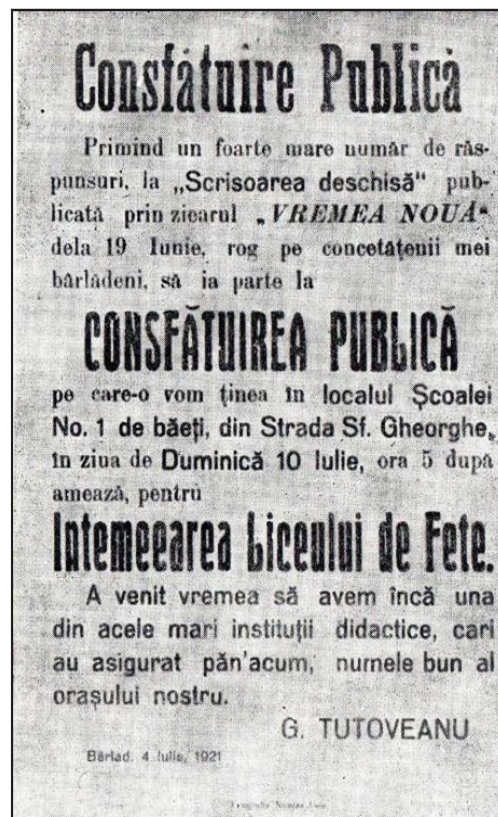 Consfătuire Publică
Primind un foarte mare număr de răs-
punsuri, la „Scrisoarea deschisă“ pub-
licată prin ziarul „VREMEA NOUĂ“
dela 19 Iunie, rog pe concetățenii mei
bârlădeni, să ia parte la
CONSFĂTUIREA PUBLICĂ
pe care-o vom ținea în localul Școalei
No. 1 de băeți, din Strada Sf. Gheorghe,
în ziua de Duminică 10 Iulie, ora 5 după
amează, pentru
Intemeearea Liceului de Fete.
A venit vremea să avem încă una
din acele mari instituții didactice, cari
au asigurat păn'acum, numele bun al
orașului nostru.
G. TUTOVEANU
Bârlad. 4 Iulie, 1921